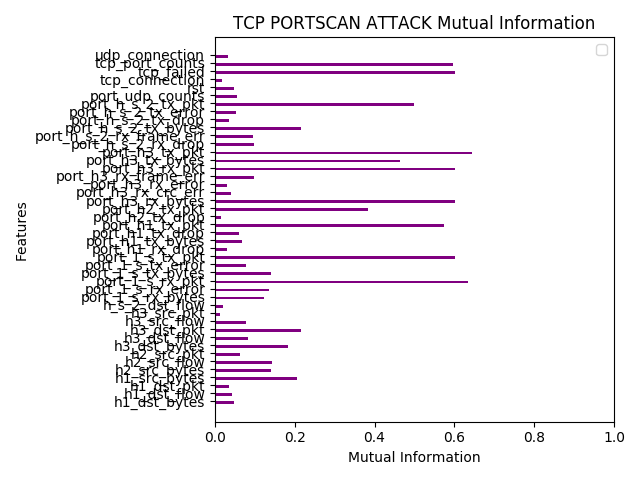 TCP PORTSCAN ATTACK Mutual Information
udp_connection
tcp_port_counts
tcp_failed
tcp_connection
rst
port_udp_counts
port_h_s_2_tx_pkt
port_h_s_2_tx_error
port_h_s_2_tx_drop
port_h_s_2_tx_bytes
port_h_s_2_rx_frame_err
port_h_s_2_rx_drop
port_h3_tx_pkt
port_h3_tx_bytes
port_h3_rx_pkt
port_h3_rx_frame_err
port_h3_rx_error
port_h3_rx_crc_err
port_h3_rx_bytes
port_h2_tx_pkt
port_h2_tx_drop
port_h1_tx_pkt
port_h1_tx_drop
port_h1_tx_bytes
port_h1_rx_drop
port_1_s_tx_pkt
port_1_s_tx_error
port_1_s_tx_bytes
port_1_s_rx_pkt
port_1_s_rx_error
port_1_s_rx_bytes
h_s_2_dst_flow
h3_src_pkt
h3_src_flow
h3_dst_pkt
h3_dst_flow
h3_dst_bytes
h2_src_pkt
h2_src_flow
h2_src_bytes
h1_src_bytes
h1_dst_pkt
h1_dst_flow
h1_dst_bytes
Features
0.0 0.2 0.4 0.6 0.8 1.0
Mutual Information